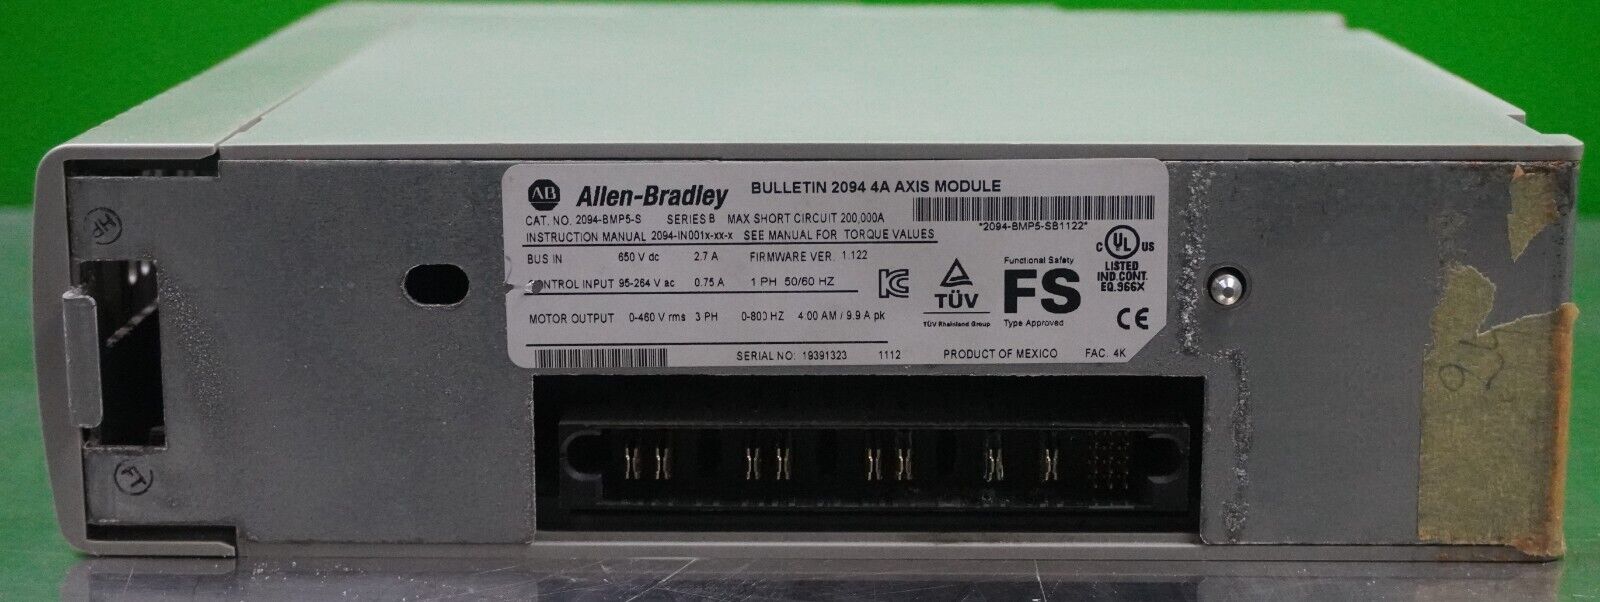 AB Allen-Bradley BULLETIN 2094 4A AXIS MODULE
CAT. NO. 2094-BMP5-S SERIES B MAX SHORT CIRCUIT 200,000A
*2094-BMP5-SB1122*
INSTRUCTION MANUAL 2094-IN001x-xx-x SEE MANUAL FOR TORQUE VALUES
BUS IN 650 V dc 2.7 A FIRMWARE VER. 1.122
CONTROL INPUT 95-264 V ac 0.75 A 1 PH 50/60 HZ
MOTOR OUTPUT 0-460 V rms 3 PH 0-800 HZ 4.00 AM / 9.9 A pk
SERIAL NO: 19391323 1112 PRODUCT OF MEXICO FAC. 4K
KC
TÜV
TÜV Rheinland Group
Functional Safety
FS
Type Approved
C UL US
LISTED
IND.CONT.
EQ.966X
CE
HP
FT